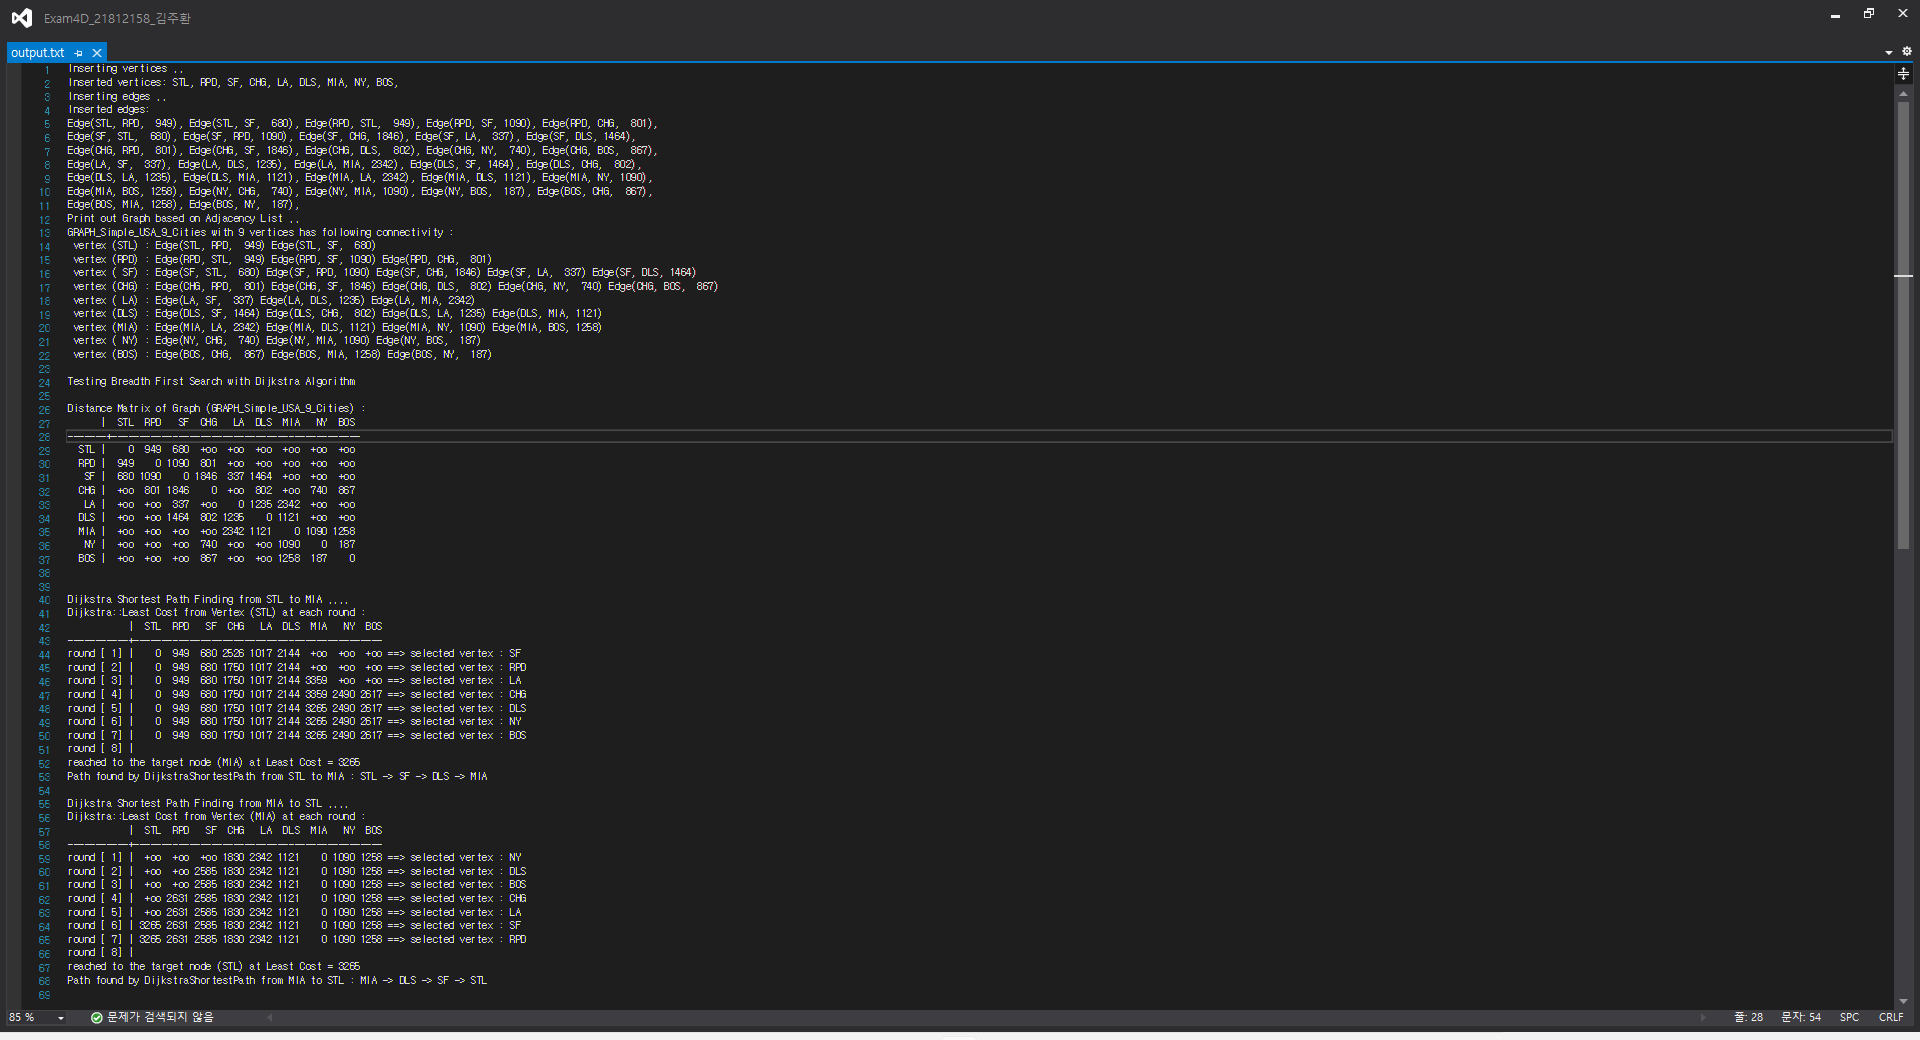 Exam4D_21812158_김주환
output.txt
1 Inserting vertices ..
2 Inserted vertices: STL, RPD, SF, CHG, LA, DLS, MIA, NY, BOS,
3 Inserting edges ..
4 Inserted edges:
5 Edge(STL, RPD,  949), Edge(STL, SF,  680), Edge(RPD, STL,  949), Edge(RPD, SF, 1090), Edge(RPD, CHG,  801),
6 Edge(SF, STL,  680), Edge(SF, RPD, 1090), Edge(SF, CHG, 1846), Edge(SF, LA,  337), Edge(SF, DLS, 1464),
7 Edge(CHG, RPD,  801), Edge(CHG, SF, 1846), Edge(CHG, DLS,  802), Edge(CHG, NY,  740), Edge(CHG, BOS,  867),
8 Edge(LA, SF,  337), Edge(LA, DLS, 1235), Edge(LA, MIA, 2342), Edge(DLS, SF, 1464), Edge(DLS, CHG,  802),
9 Edge(DLS, LA, 1235), Edge(DLS, MIA, 1121), Edge(MIA, LA, 2342), Edge(MIA, DLS, 1121), Edge(MIA, NY, 1090),
10 Edge(MIA, BOS, 1258), Edge(NY, CHG,  740), Edge(NY, MIA, 1090), Edge(NY, BOS,  187), Edge(BOS, CHG,  867),
11 Edge(BOS, MIA, 1258), Edge(BOS, NY,  187),
12 Print out Graph based on Adjacency List ..
13 GRAPH_Simple_USA_9_Cities with 9 vertices has following connectivity :
14  vertex (STL) : Edge(STL, RPD,  949) Edge(STL, SF,  680)
15  vertex (RPD) : Edge(RPD, STL,  949) Edge(RPD, SF, 1090) Edge(RPD, CHG,  801)
16  vertex ( SF) : Edge(SF, STL,  680) Edge(SF, RPD, 1090) Edge(SF, CHG, 1846) Edge(SF, LA,  337) Edge(SF, DLS, 1464)
17  vertex (CHG) : Edge(CHG, RPD,  801) Edge(CHG, SF, 1846) Edge(CHG, DLS,  802) Edge(CHG, NY,  740) Edge(CHG, BOS,  867)
18  vertex ( LA) : Edge(LA, SF,  337) Edge(LA, DLS, 1235) Edge(LA, MIA, 2342)
19  vertex (DLS) : Edge(DLS, SF, 1464) Edge(DLS, CHG,  802) Edge(DLS, LA, 1235) Edge(DLS, MIA, 1121)
20  vertex (MIA) : Edge(MIA, LA, 2342) Edge(MIA, DLS, 1121) Edge(MIA, NY, 1090) Edge(MIA, BOS, 1258)
21  vertex ( NY) : Edge(NY, CHG,  740) Edge(NY, MIA, 1090) Edge(NY, BOS,  187)
22  vertex (BOS) : Edge(BOS, CHG,  867) Edge(BOS, MIA, 1258) Edge(BOS, NY,  187)
23
24 Testing Breadth First Search with Dijkstra Algorithm
25
26 Distance Matrix of Graph (GRAPH_Simple_USA_9_Cities) :
27       |  STL  RPD   SF  CHG   LA  DLS  MIA   NY  BOS
28 -------+---------------------------------------------
29  STL |    0  949  680  +oo  +oo  +oo  +oo  +oo  +oo
30  RPD |  949    0 1090  801  +oo  +oo  +oo  +oo  +oo
31   SF |  680 1090    0 1846  337 1464  +oo  +oo  +oo
32  CHG |  +oo  801 1846    0  +oo  802  +oo  740  867
33   LA |  +oo  +oo  337  +oo    0 1235 2342  +oo  +oo
34  DLS |  +oo  +oo 1464  802 1235    0 1121  +oo  +oo
35  MIA |  +oo  +oo  +oo  +oo 2342 1121    0 1090 1258
36   NY |  +oo  +oo  +oo  740  +oo  +oo 1090    0  187
37  BOS |  +oo  +oo  +oo  867  +oo  +oo 1258  187    0
38
39
40 Dijkstra Shortest Path Finding from STL to MIA ....
41 Dijkstra::Least Cost from Vertex (STL) at each round :
42            |  STL  RPD   SF  CHG   LA  DLS  MIA   NY  BOS
43 -----------+---------------------------------------------
44 round [ 1] |    0  949  680 2526 1017 2144  +oo  +oo  +oo ==> selected vertex : SF
45 round [ 2] |    0  949  680 1750 1017 2144  +oo  +oo  +oo ==> selected vertex : RPD
46 round [ 3] |    0  949  680 1750 1017 2144 3359  +oo  +oo ==> selected vertex : LA
47 round [ 4] |    0  949  680 1750 1017 2144 3359 2490 2617 ==> selected vertex : CHG
48 round [ 5] |    0  949  680 1750 1017 2144 3265 2490 2617 ==> selected vertex : DLS
49 round [ 6] |    0  949  680 1750 1017 2144 3265 2490 2617 ==> selected vertex : NY
50 round [ 7] |    0  949  680 1750 1017 2144 3265 2490 2617 ==> selected vertex : BOS
51 round [ 8] |
52 reached to the target node (MIA) at Least Cost = 3265
53 Path found by DijkstraShortestPath from STL to MIA : STL -> SF -> DLS -> MIA
54
55 Dijkstra Shortest Path Finding from MIA to STL ....
56 Dijkstra::Least Cost from Vertex (MIA) at each round :
57            |  STL  RPD   SF  CHG   LA  DLS  MIA   NY  BOS
58 -----------+---------------------------------------------
59 round [ 1] |  +oo  +oo  +oo 1830 2342 1121    0 1090 1258 ==> selected vertex : NY
60 round [ 2] |  +oo  +oo 2585 1830 2342 1121    0 1090 1258 ==> selected vertex : DLS
61 round [ 3] |  +oo  +oo 2585 1830 2342 1121    0 1090 1258 ==> selected vertex : BOS
62 round [ 4] |  +oo 2631 2585 1830 2342 1121    0 1090 1258 ==> selected vertex : CHG
63 round [ 5] |  +oo 2631 2585 1830 2342 1121    0 1090 1258 ==> selected vertex : LA
64 round [ 6] | 3265 2631 2585 1830 2342 1121    0 1090 1258 ==> selected vertex : SF
65 round [ 7] | 3265 2631 2585 1830 2342 1121    0 1090 1258 ==> selected vertex : RPD
66 round [ 8] |
67 reached to the target node (STL) at Least Cost = 3265
68 Path found by DijkstraShortestPath from MIA to STL : MIA -> DLS -> SF -> STL
69
85 % 문제가 검색되지 않음 줄: 28 문자: 54 SPC CRLF